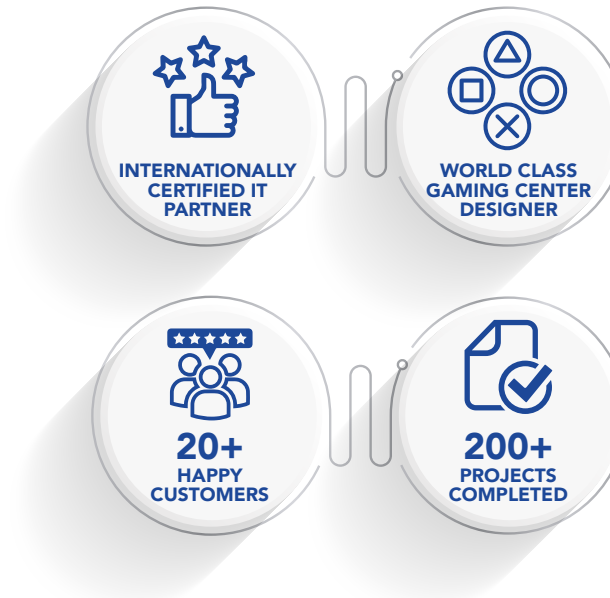 INTERNATIONALLY
CERTIFIED IT
PARTNER
WORLD CLASS
GAMING CENTER
DESIGNER
20+
HAPPY
CUSTOMERS
200+
PROJECTS
COMPLETED